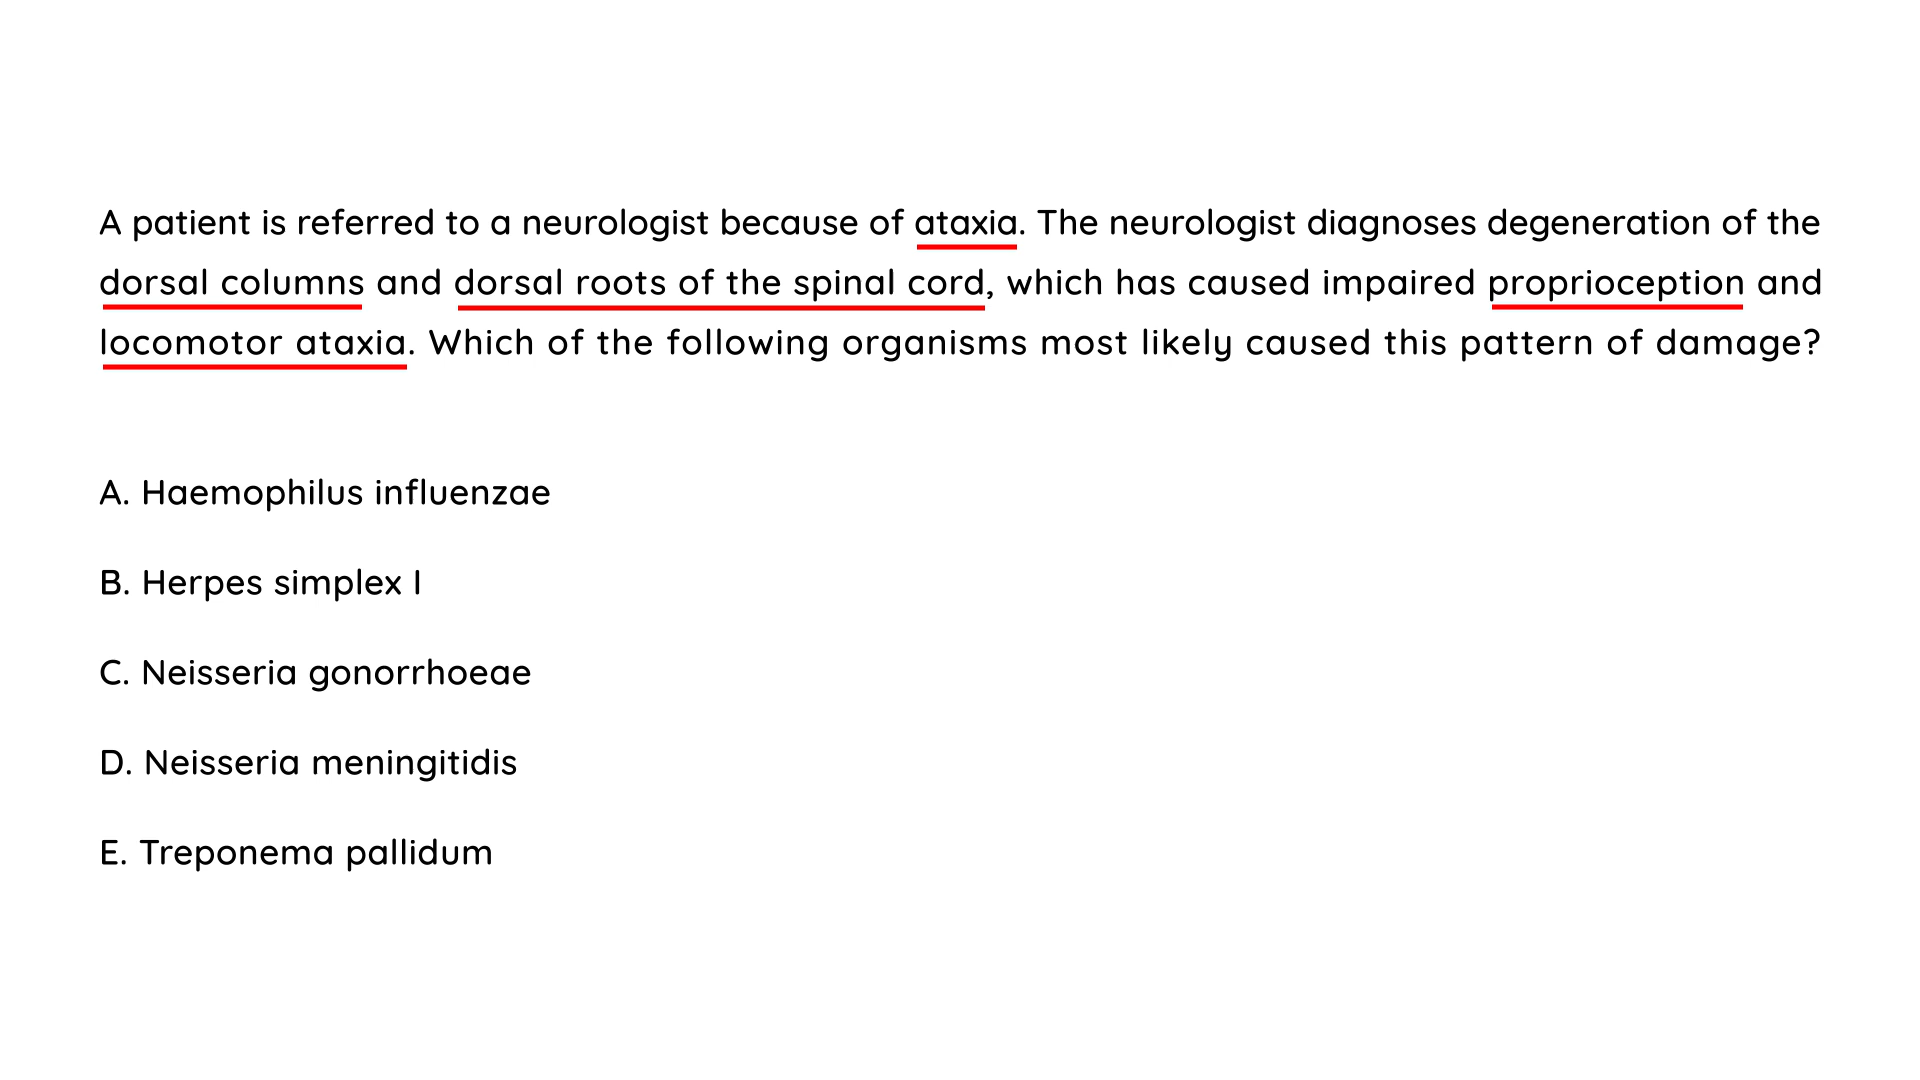 A patient is referred to a neurologist because of ataxia. The neurologist diagnoses degeneration of the
dorsal columns and dorsal roots of the spinal cord, which has caused impaired proprioception and
locomotor ataxia. Which of the following organisms most likely caused this pattern of damage?
A. Haemophilus influenzae
B. Herpes simplex I
C. Neisseria gonorrhoeae
D. Neisseria meningitidis
E. Treponema pallidum